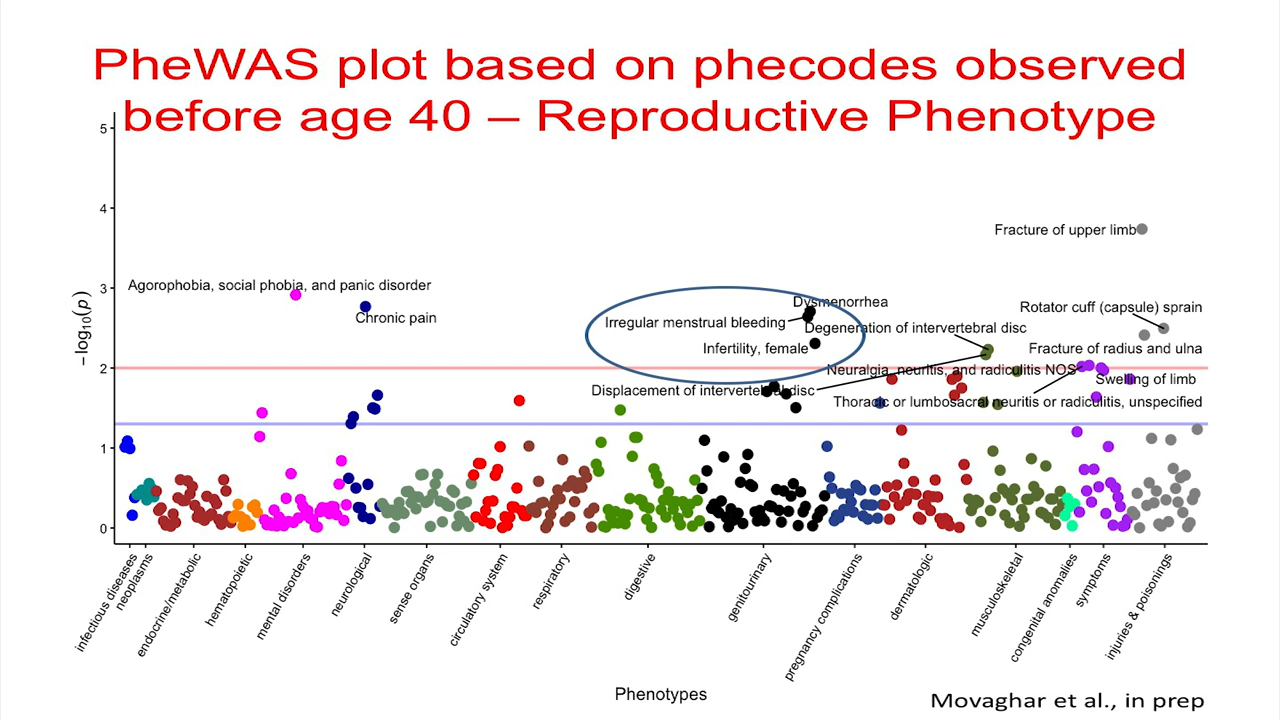 PheWAS plot based on phecodes observed
before age 40 – Reproductive Phenotype
5
4
3
2
1
0
−log10(p)
Fracture of upper limb
Agorophobia, social phobia, and panic disorder
Chronic pain
Dysmenorrhea
Irregular menstrual bleeding
Infertility, female
Rotator cuff (capsule) sprain
Degeneration of intervertebral disc
Fracture of radius and ulna
Neuralgia, neuritis, and radiculitis NOS
Swelling of limb
Displacement of intervertebral disc
Thoracic or lumbosacral neuritis or radiculitis, unspecified
infectious diseases
neoplasms
endocrine/metabolic
hematopoietic
mental disorders
neurological
sense organs
circulatory system
respiratory
digestive
genitourinary
pregnancy complications
dermatologic
musculoskeletal
congenital anomalies
symptoms
injuries & poisonings
Phenotypes
Movaghar et al., in prep